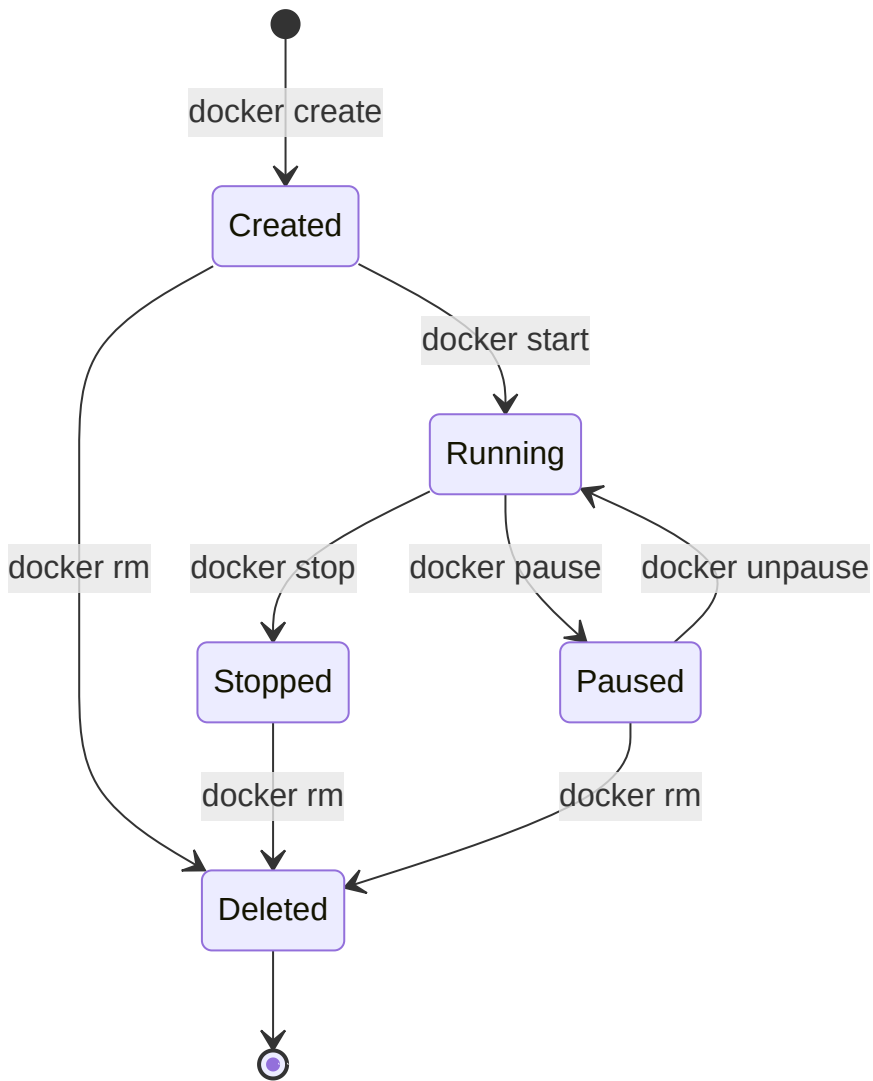 docker create
Created
docker start
Running
docker rm
docker stop
docker pause
docker unpause
Stopped
Paused
docker rm
docker rm
Deleted